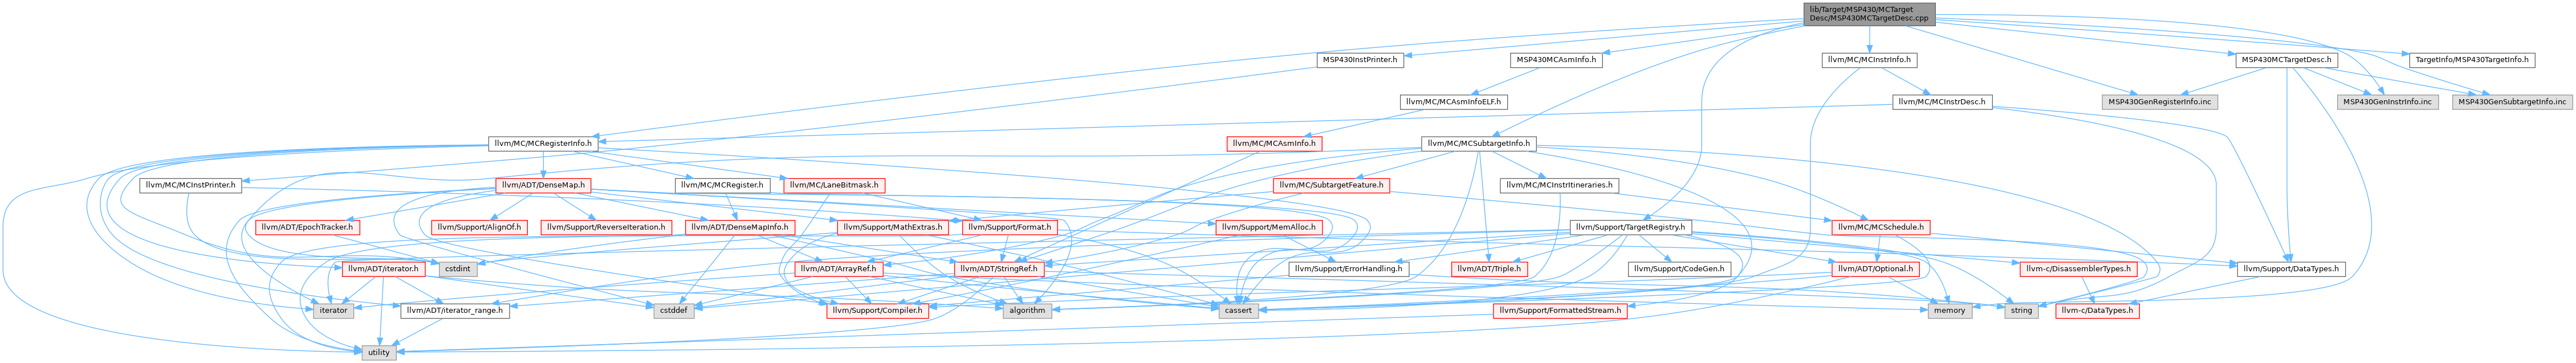 lib/Target/MSP430/MCTarget
Desc/MSP430MCTargetDesc.cpp
MSP430InstPrinter.h
MSP430MCAsmInfo.h
llvm/MC/MCInstrInfo.h
MSP430MCTargetDesc.h
TargetInfo/MSP430TargetInfo.h
llvm/MC/MCAsmInfoELF.h
llvm/MC/MCInstrDesc.h
MSP430GenRegisterInfo.inc
MSP430GenInstrInfo.inc
MSP430GenSubtargetInfo.inc
llvm/MC/MCRegisterInfo.h
llvm/MC/MCAsmInfo.h
llvm/MC/MCSubtargetInfo.h
llvm/MC/MCInstPrinter.h
llvm/ADT/DenseMap.h
llvm/MC/MCRegister.h
llvm/MC/LaneBitmask.h
llvm/MC/SubtargetFeature.h
llvm/MC/MCInstrItineraries.h
llvm/ADT/EpochTracker.h
llvm/Support/AlignOf.h
llvm/Support/ReverseIteration.h
llvm/ADT/DenseMapInfo.h
llvm/Support/MathExtras.h
llvm/Support/Format.h
llvm/Support/MemAlloc.h
llvm/Support/TargetRegistry.h
llvm/MC/MCSchedule.h
llvm/ADT/iterator.h
cstdint
llvm/ADT/ArrayRef.h
llvm/ADT/StringRef.h
llvm/Support/ErrorHandling.h
llvm/ADT/Triple.h
llvm/Support/CodeGen.h
llvm/ADT/Optional.h
llvm-c/DisassemblerTypes.h
llvm/Support/DataTypes.h
iterator
llvm/ADT/iterator_range.h
cstddef
llvm/Support/Compiler.h
algorithm
cassert
llvm/Support/FormattedStream.h
memory
string
llvm-c/DataTypes.h
utility